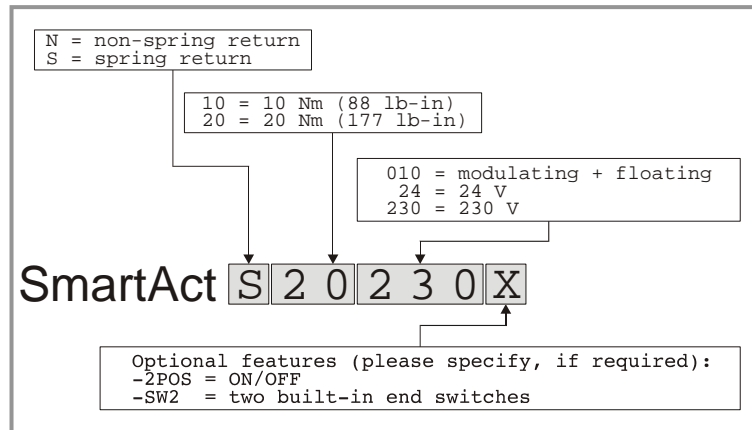 N = non-spring return
S = spring return
10 = 10 Nm (88 lb-in)
20 = 20 Nm (177 lb-in)
010 = modulating + floating
24 = 24 V
230 = 230 V
SmartAct S 2 0 2 3 0 X
Optional features (please specify, if required):
-2POS = ON/OFF
-SW2 = two built-in end switches